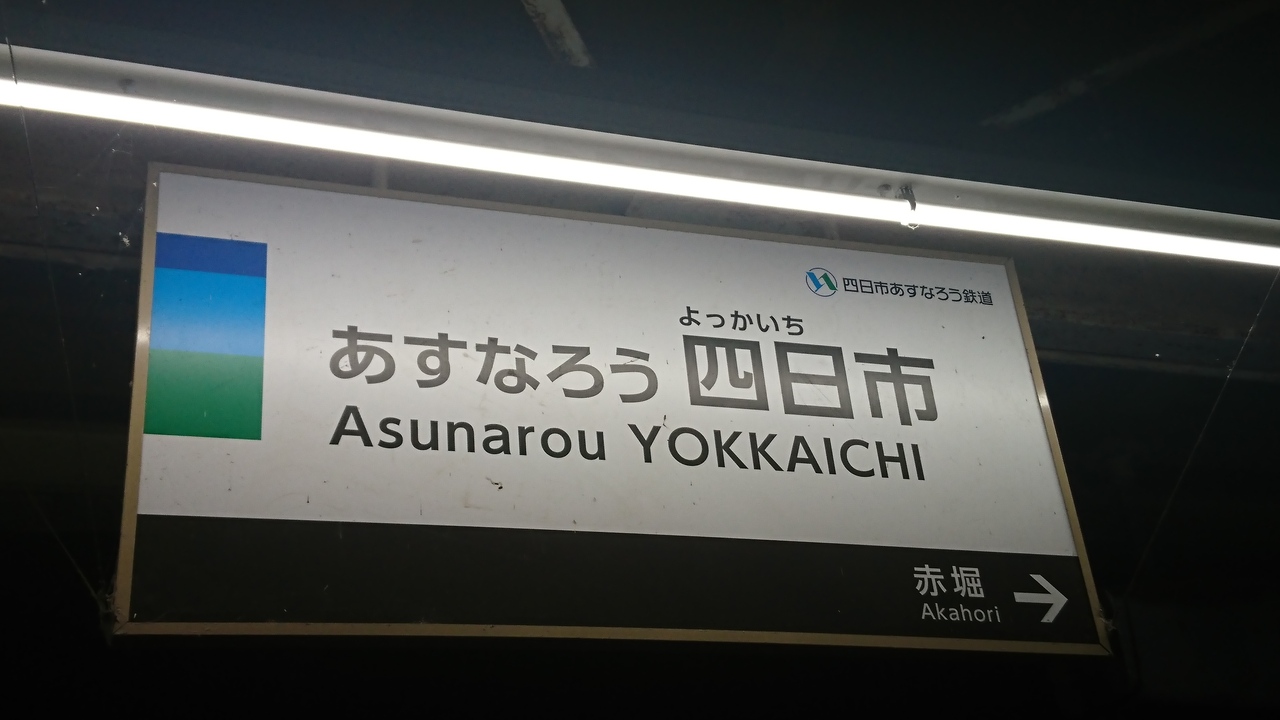 四日市あすなろう鉄道
よっかいち
あすなろう四日市
Asunarou YOKKAICHI
赤堀
Akahori